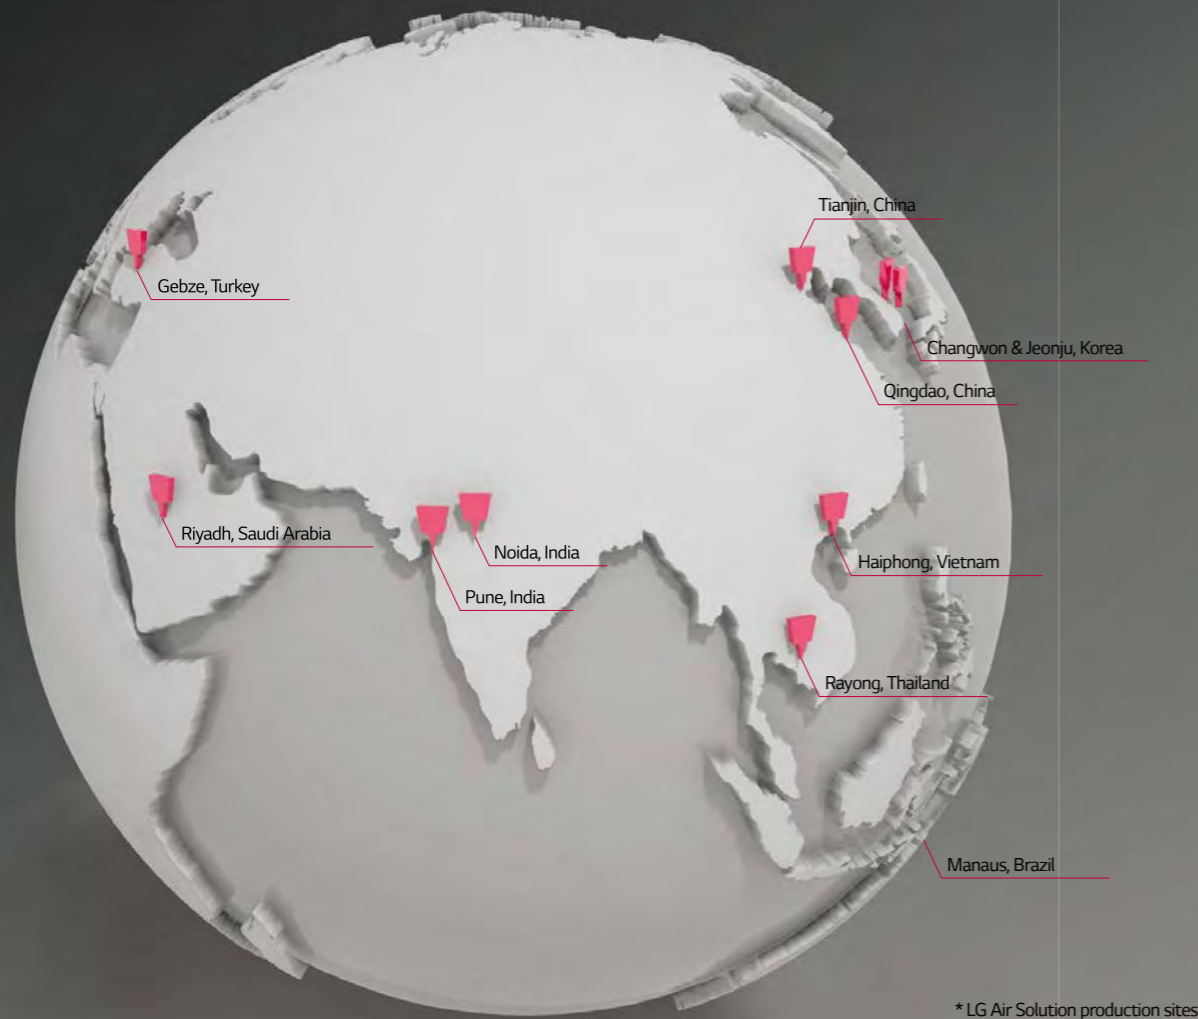 Tianjin, China
Gebze, Turkey
Changwon & Jeonju, Korea
Qingdao, China
Riyadh, Saudi Arabia
Noida, India
Haiphong, Vietnam
Pune, India
Rayong, Thailand
Manaus, Brazil
* LG Air Solution production sites